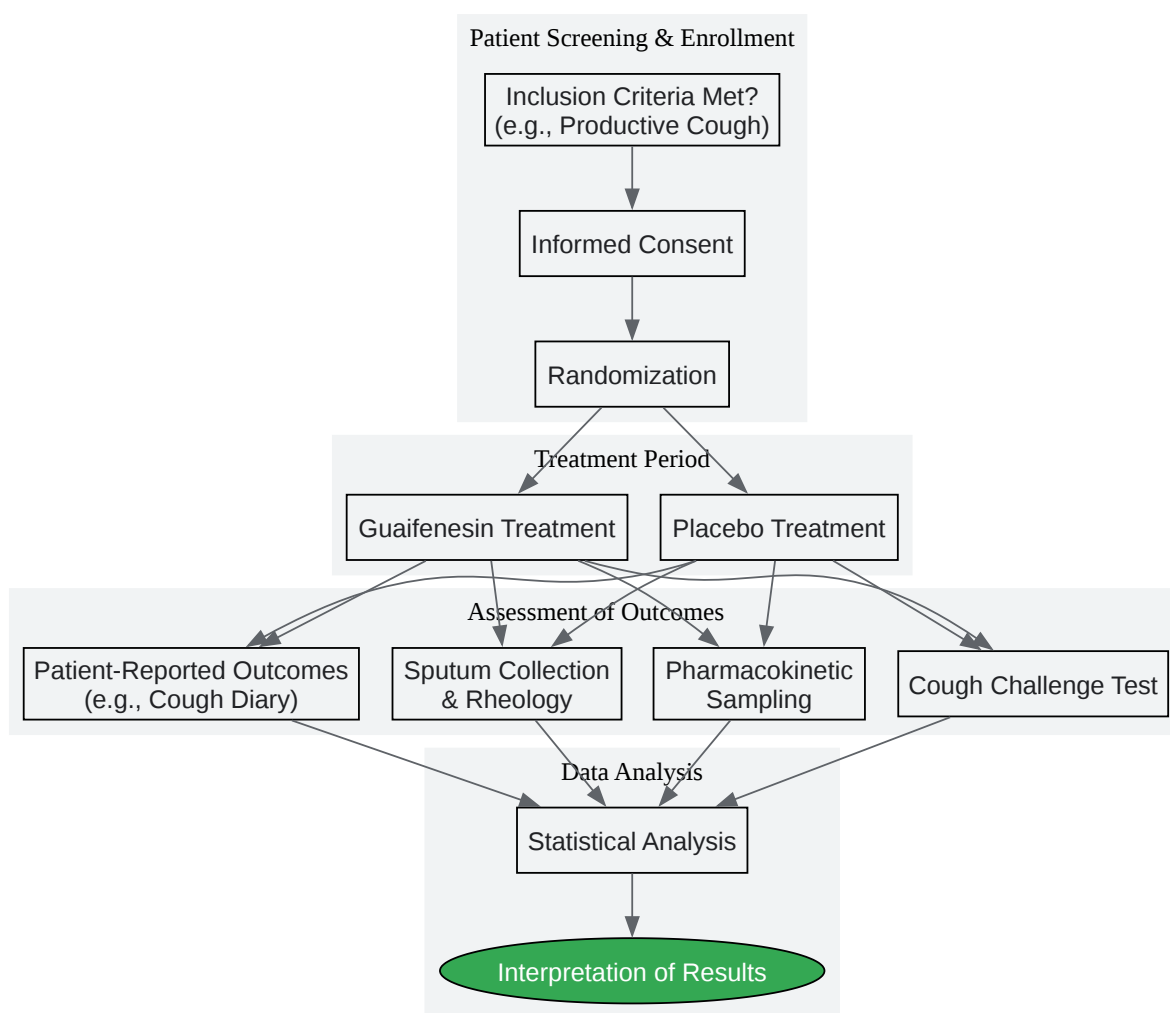 Patient Screening & Enrollment
Inclusion Criteria Met?
(e.g., Productive Cough)
Informed Consent
Randomization
Treatment Period
Guaifenesin Treatment
Placebo Treatment
Assessment of Outcomes
Patient-Reported Outcomes
(e.g., Cough Diary)
Sputum Collection
& Rheology
Pharmacokinetic
Sampling
Cough Challenge Test
Data Analysis
Statistical Analysis
Interpretation of Results